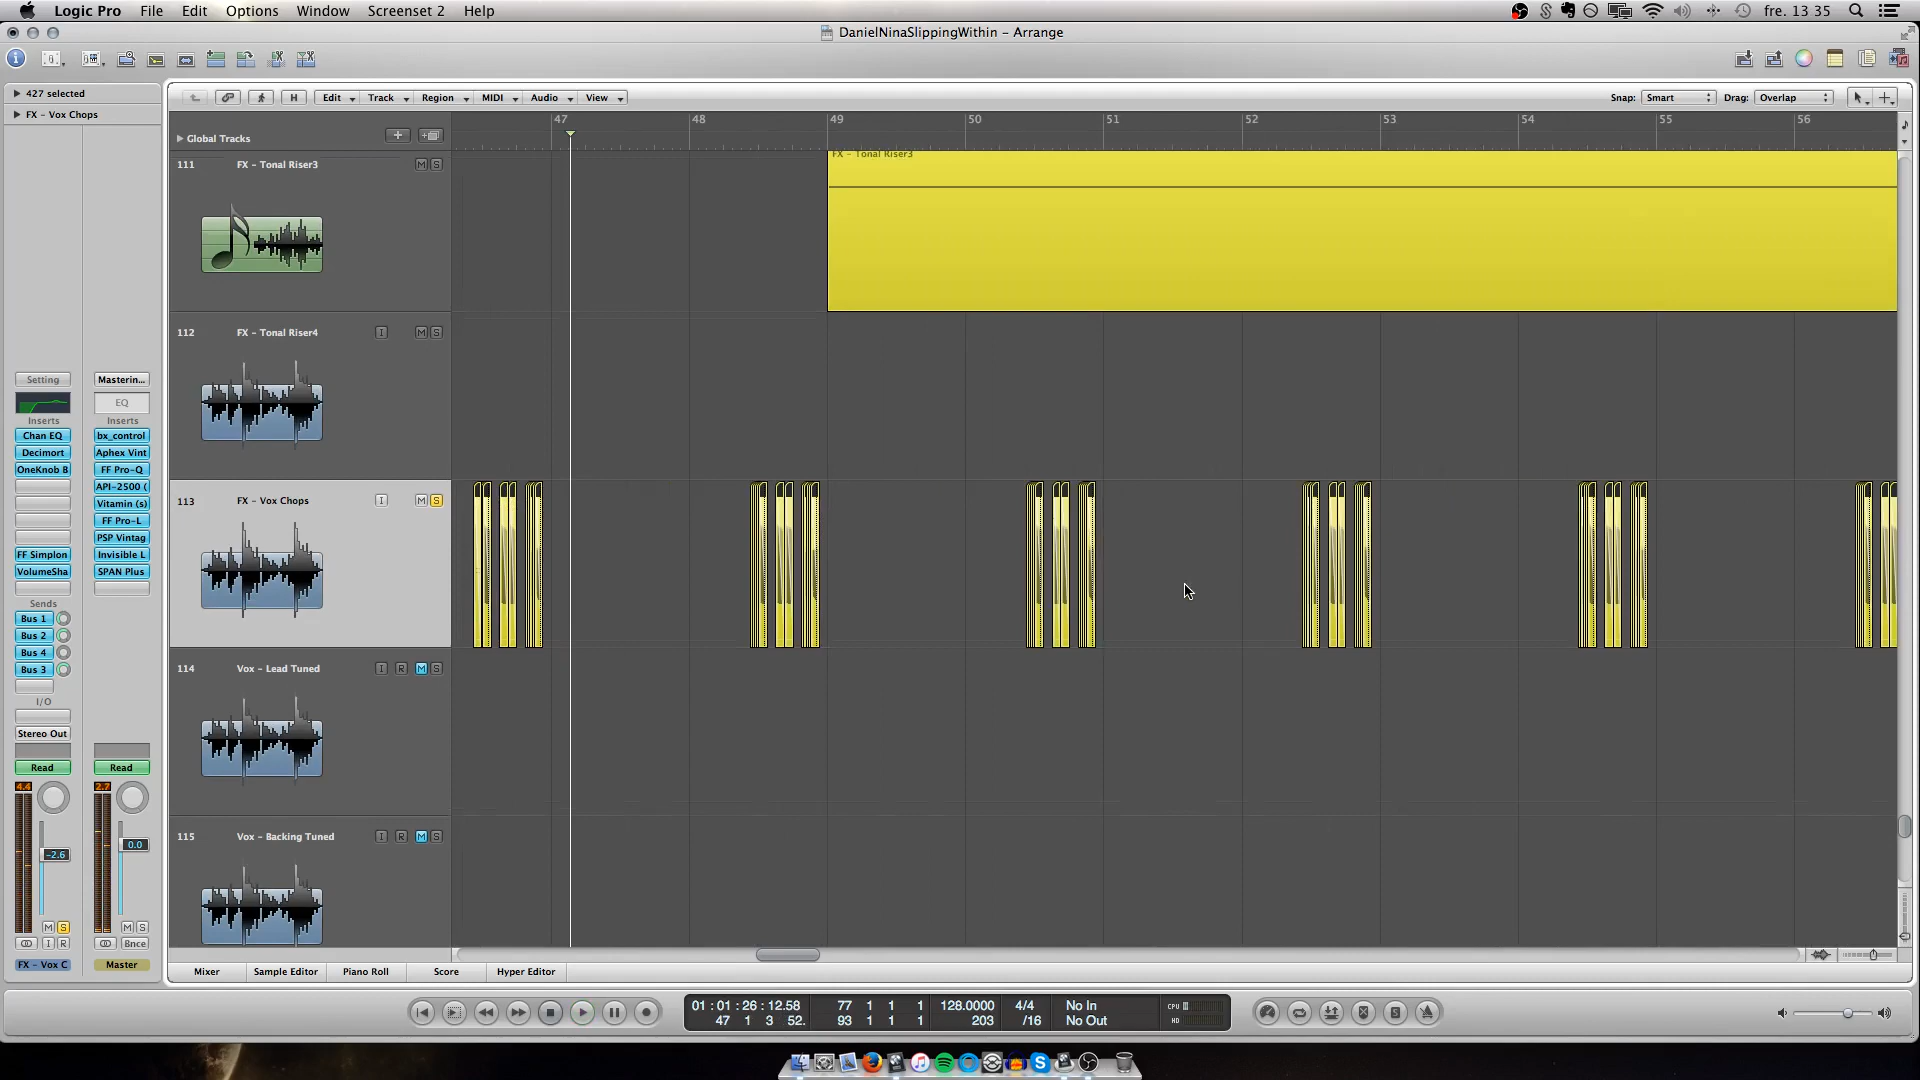 Logic Pro File Edit Options Window Screenset 2 Help fre. 13 35
DanielNinaSlippingWithin - Arrange
427 selected
FX - Vox Chops
H Edit Track Region MIDI Audio View Snap: Smart Drag: Overlap
Global Tracks
47 48 49 50 51 52 53 54 55 56
111 FX - Tonal Riser3 M S
FX - Tonal Riser3
112 FX - Tonal Riser4 I M S
113 FX - Vox Chops I M S
114 Vox - Lead Tuned I R M S
115 Vox - Backing Tuned I R M S
Setting Masterin...
EQ
Inserts Inserts
Chan EQ bx_control
Decimort Aphex Vint
OneKnob B FF Pro-Q
API-2500 (
Vitamin (s)
FF Pro-L
PSP Vintag
FF Simplon Invisible L
VolumeSha SPAN Plus
Sends
Bus 1
Bus 2
Bus 4
Bus 3
I/O
Stereo Out
Read Read
4.4 2.7
-2.6 0.0
M S M S
I R Bnce
FX - Vox C Master
Mixer Sample Editor Piano Roll Score Hyper Editor
01 : 01 : 26 : 12.58 77 1 1 1 128.0000 4/4 No In CPU
47 1 3 52. 93 1 1 1 203 /16 No Out HD